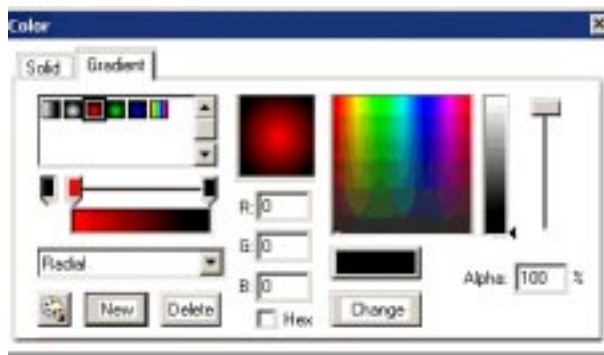 Color
Solid Gradient
R: 0
G: 0
Radial
Alpha: 100 %
B: 0
New Delete Hex Change